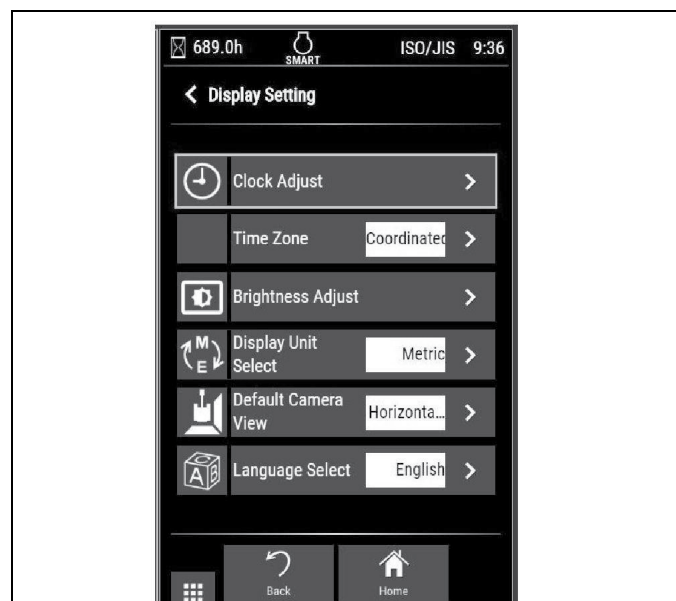 689.0h SMART ISO/JIS 9:36
Display Setting
Clock Adjust
Time Zone Coordinated
Brightness Adjust
Display Unit
Select
Metric
Default Camera
View
Horizonta...
Language Select English
Back Home